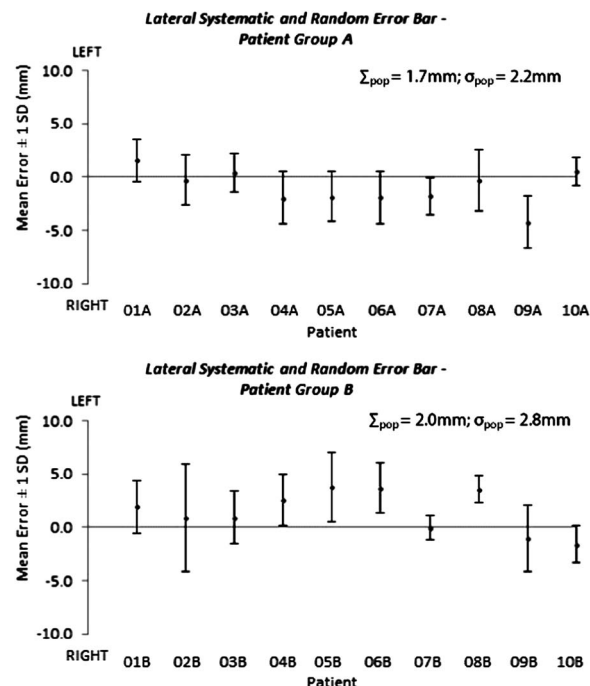 Lateral Systematic and Random Error Bar -
Patient Group A
LEFT
10.0
Σpop = 1.7mm; σpop = 2.2mm
5.0
0.0
-5.0
-10.0
Mean Error ± 1 SD (mm)
RIGHT 01A 02A 03A 04A 05A 06A 07A 08A 09A 10A
Patient
Lateral Systematic and Random Error Bar -
Patient Group B
LEFT
10.0
Σpop = 2.0mm; σpop = 2.8mm
5.0
0.0
-5.0
-10.0
Mean Error ± 1 SD (mm)
RIGHT 01B 02B 03B 04B 05B 06B 07B 08B 09B 10B
Patient